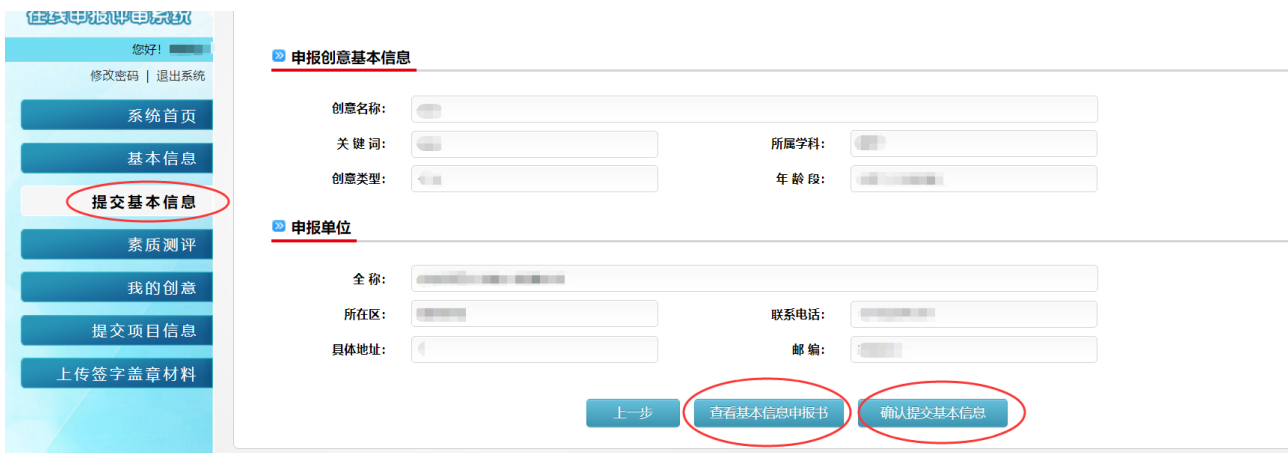 在线申报评审系统
您好！
修改密码 | 退出系统
系统首页
基本信息
提交基本信息
素质测评
我的创意
提交项目信息
上传签字盖章材料
申报创意基本信息
创意名称：
关 键 词： 所属学科：
创意类型： 年 龄 段：
申报单位
全 称：
所在区： 联系电话：
具体地址： 邮 编：
上一步 查看基本信息申报书 确认提交基本信息